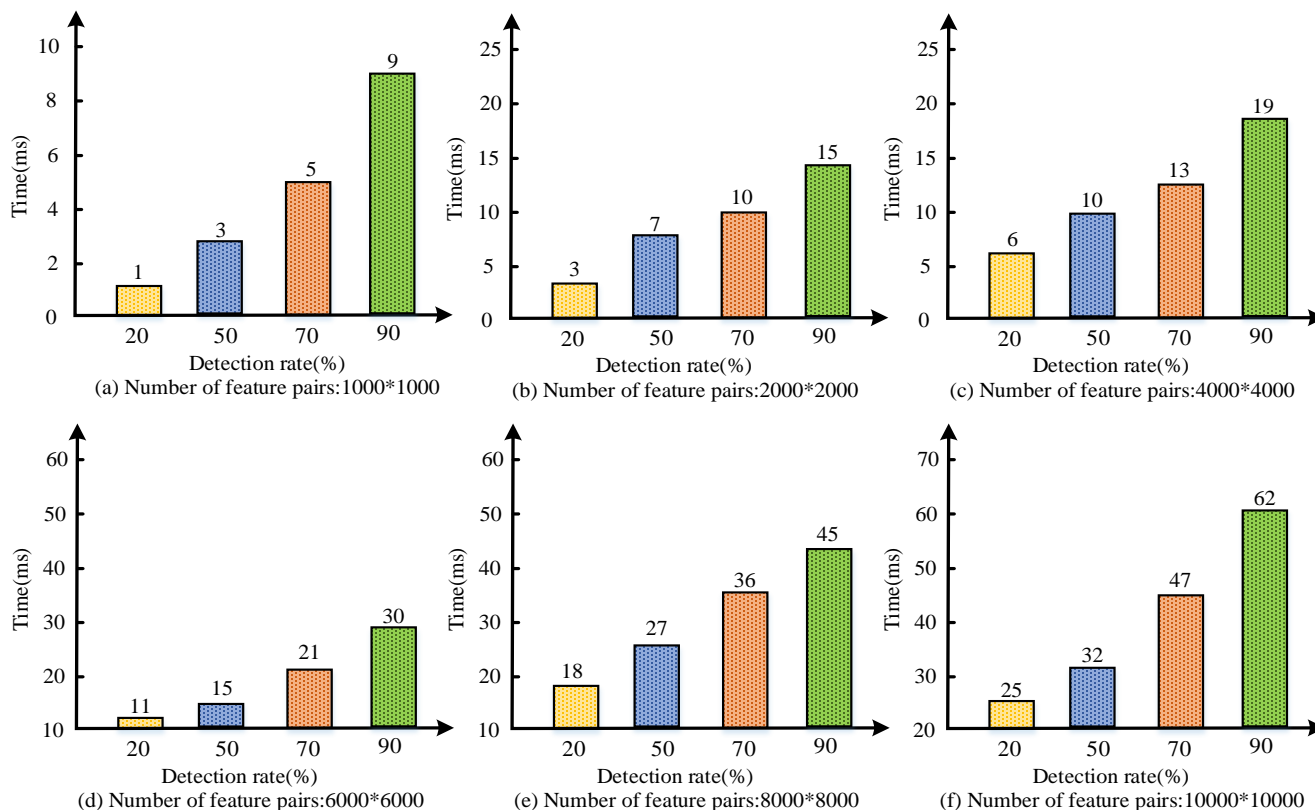 10
8
6
4
2
0
Time(ms)
1
3
5
9
20 50 70 90
Detection rate(%)
(a) Number of feature pairs:1000*1000
25
20
15
10
5
0
Time(ms)
3
7
10
15
20 50 70 90
Detection rate(%)
(b) Number of feature pairs:2000*2000
25
20
15
10
5
0
Time(ms)
6
10
13
19
20 50 70 90
Detection rate(%)
(c) Number of feature pairs:4000*4000
60
50
40
30
20
10
Time(ms)
11
15
21
30
20 50 70 90
Detection rate(%)
(d) Number of feature pairs:6000*6000
60
50
40
30
20
10
Time(ms)
18
27
36
45
20 50 70 90
Detection rate(%)
(e) Number of feature pairs:8000*8000
70
60
50
40
30
20
Time(ms)
25
32
47
62
20 50 70 90
Detection rate(%)
(f) Number of feature pairs:10000*10000